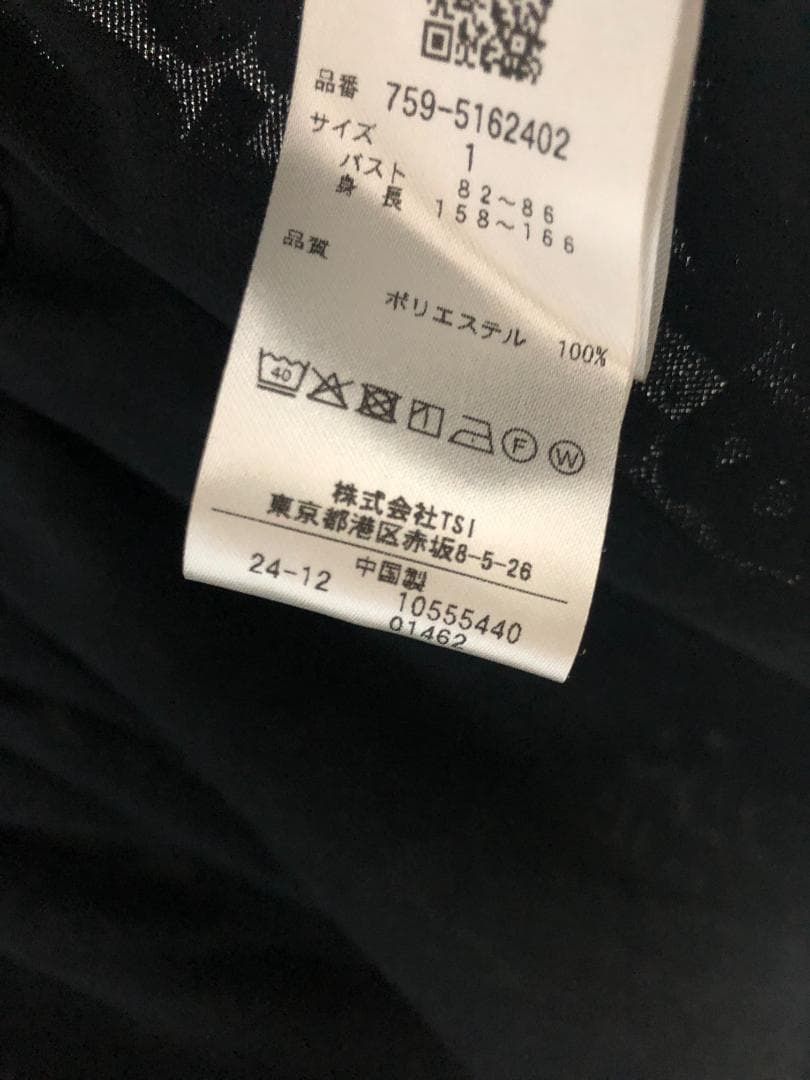 品番 759-5162402
サイズ 1
バスト 82～86
身長 158～166
品質
ポリエステル 100%
40
F W
株式会社TSI
東京都港区赤坂8-5-26
24-12 中国製
10555440
01462